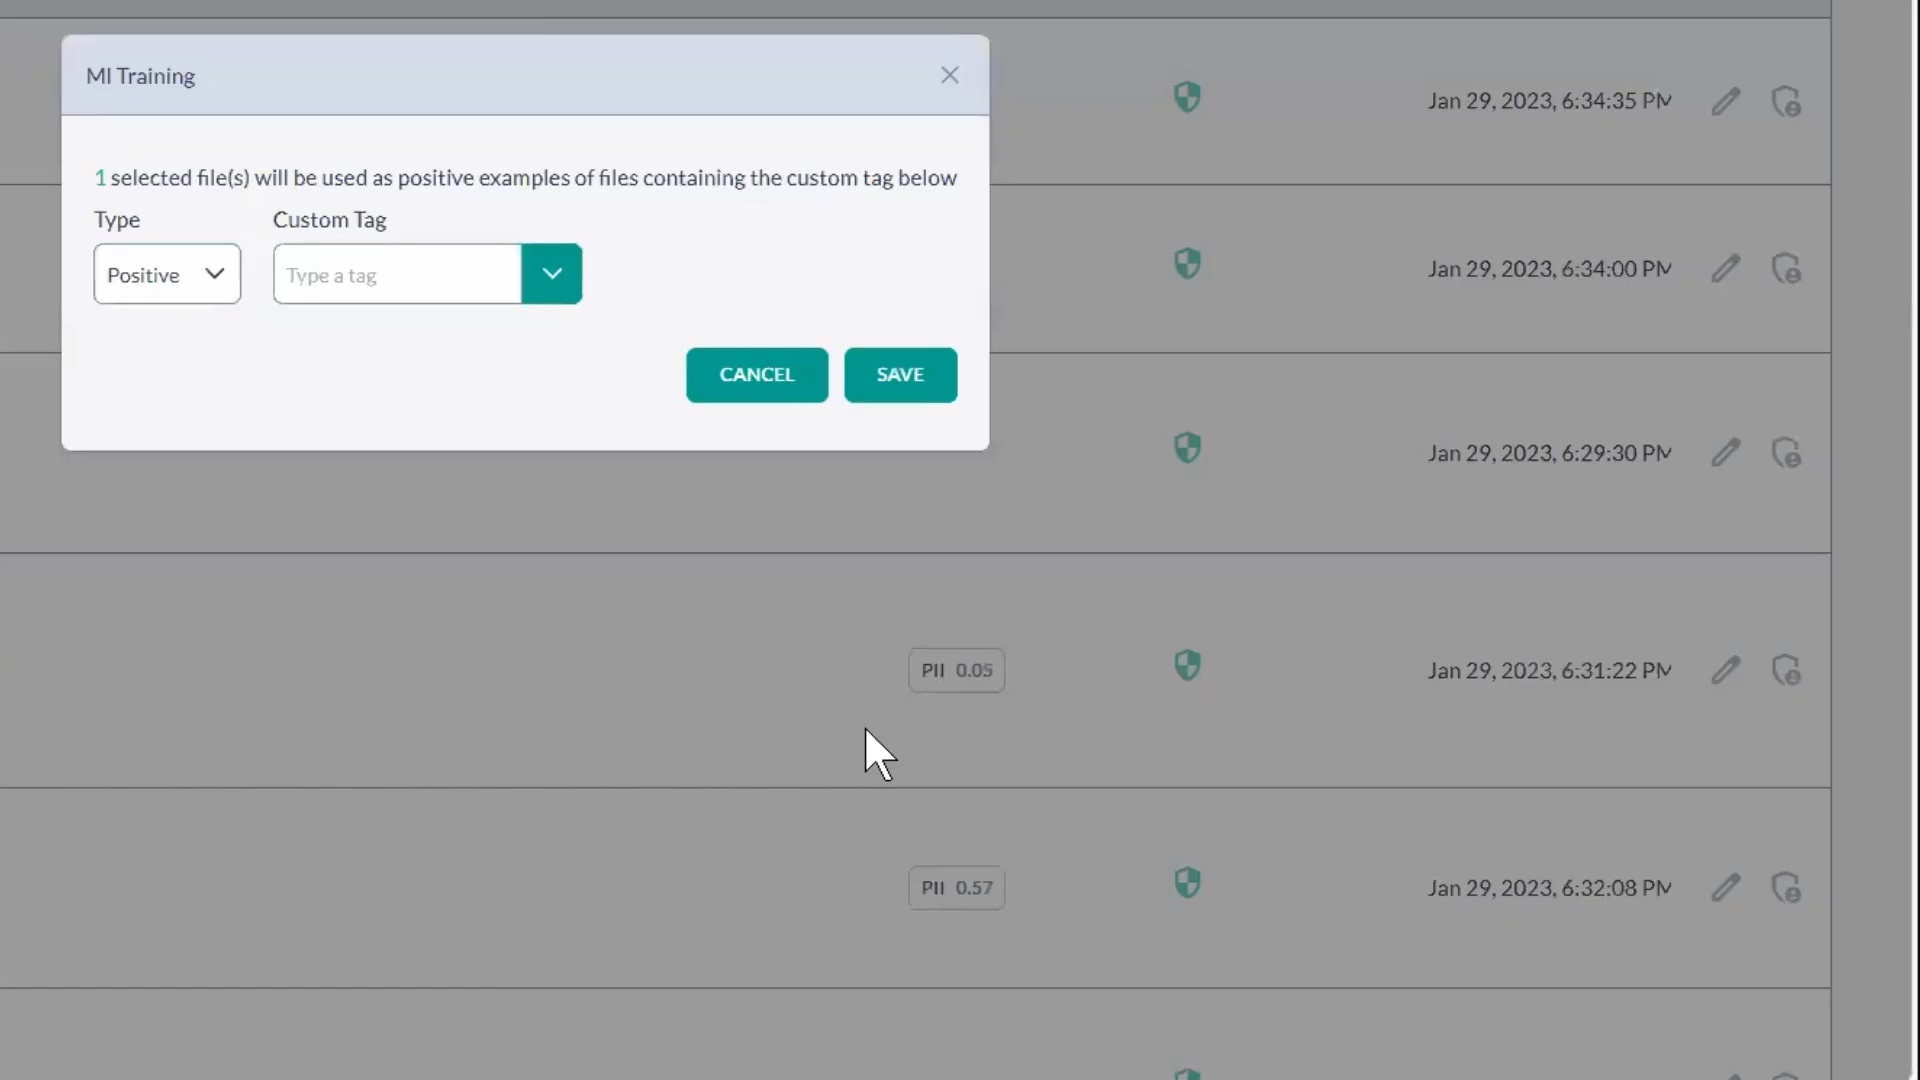 Ml Training
1 selected file(s) will be used as positive examples of files containing the custom tag below
Type
Custom Tag
Positive
Type a tag
CANCEL
SAVE
Jan 29, 2023, 6:34:35 PM
Jan 29, 2023, 6:34:00 PM
Jan 29, 2023, 6:29:30 PM
PII 0.05
Jan 29, 2023, 6:31:22 PM
PII 0.57
Jan 29, 2023, 6:32:08 PM